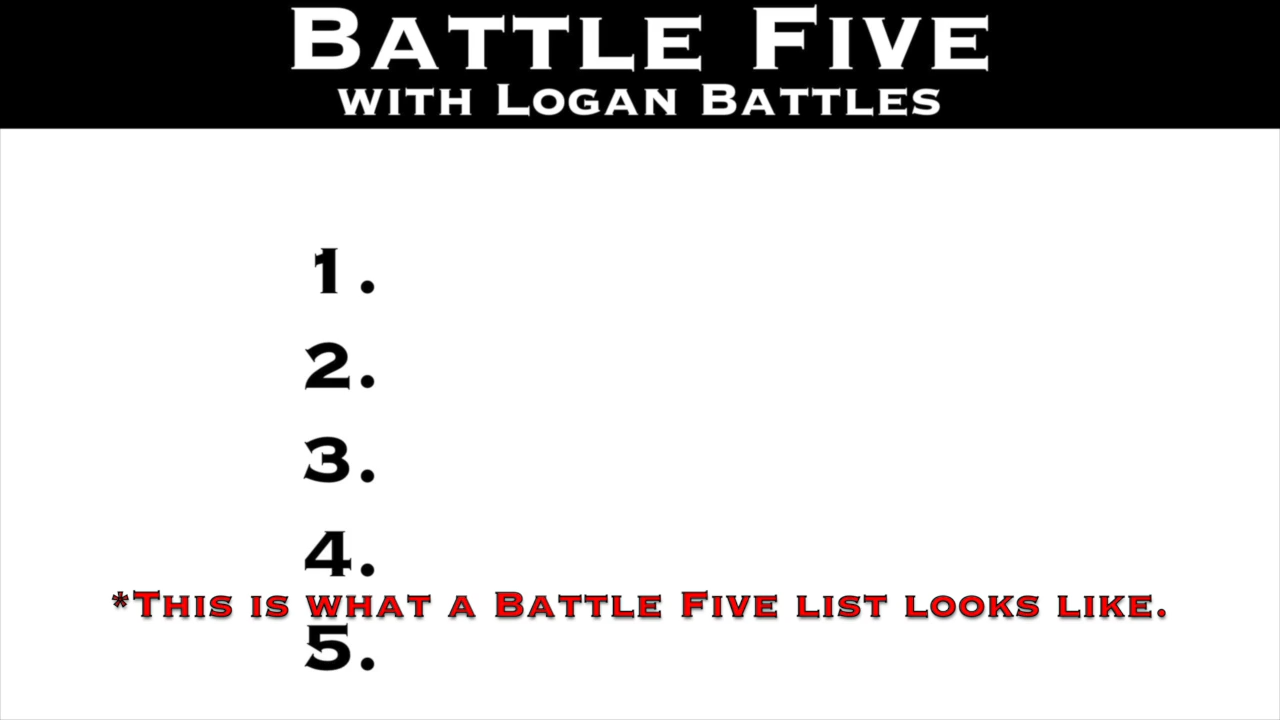 Battle Five
with Logan Battles
1.
2.
3.
4.
*This is what a Battle Five list looks like.
5.